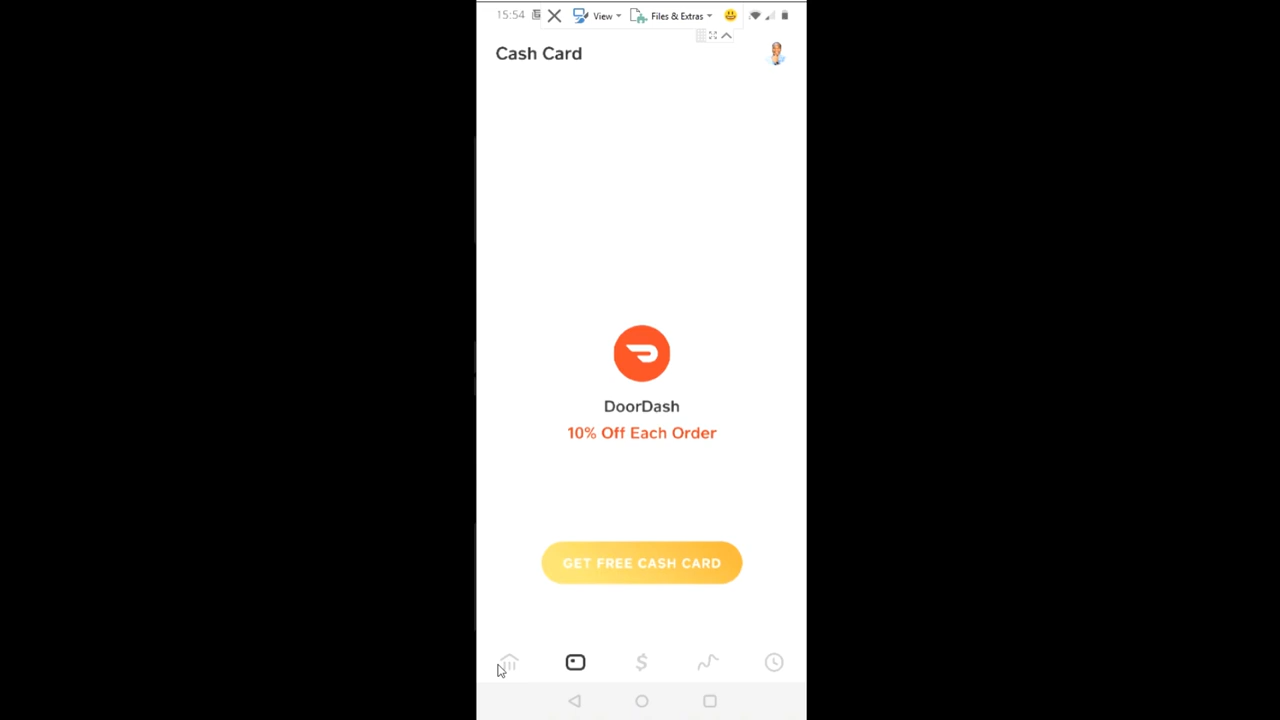 15:54 View Files & Extras
Cash Card
DoorDash
10% Off Each Order
GET FREE CASH CARD
$